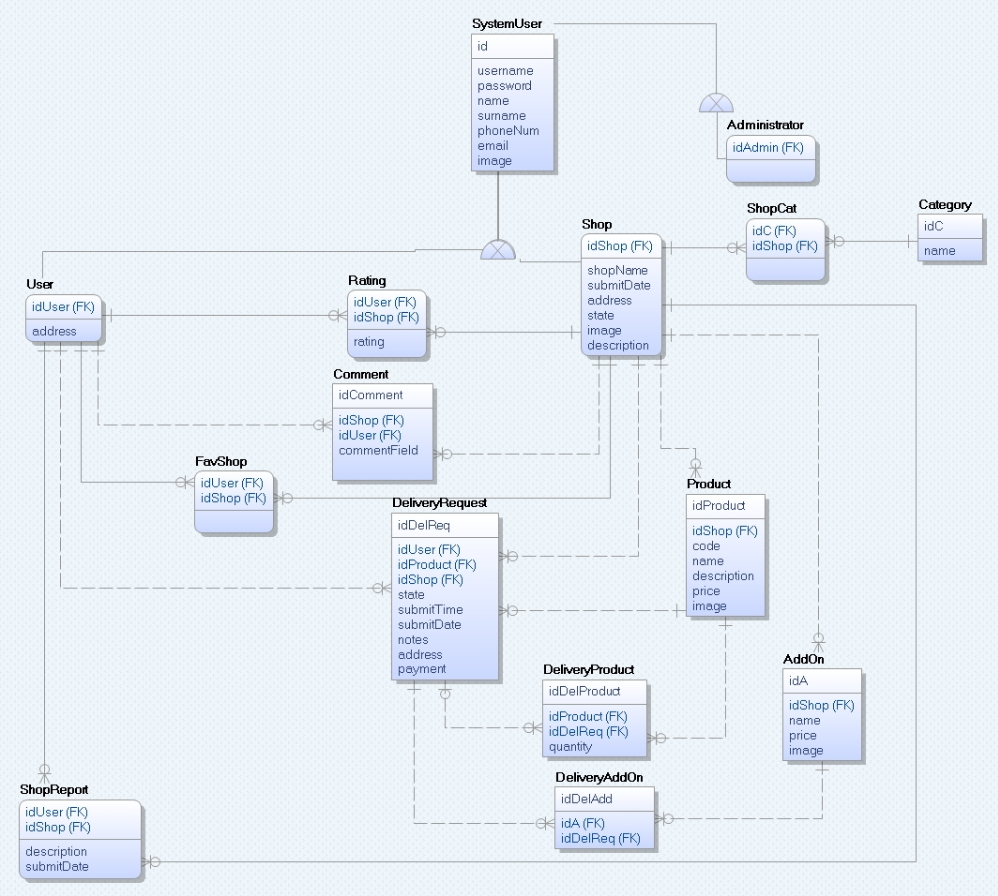 SystemUser
id
username
password
name
surname
phoneNum
email
image
Administrator
idAdmin (FK)
Category
idC
name
ShopCat
idC (FK)
idShop (FK)
Shop
idShop (FK)
shopName
submitDate
address
state
image
description
User
idUser (FK)
address
Rating
idUser (FK)
idShop (FK)
rating
Comment
idComment
idShop (FK)
idUser (FK)
commentField
FavShop
idUser (FK)
idShop (FK)
DeliveryRequest
idDelReq
idUser (FK)
idProduct (FK)
idShop (FK)
state
submitTime
submitDate
notes
address
payment
Product
idProduct
idShop (FK)
code
name
description
price
image
DeliveryProduct
idDelProduct
idProduct (FK)
idDelReq (FK)
quantity
AddOn
idA
idShop (FK)
name
price
image
DeliveryAddOn
idDelAdd
idA (FK)
idDelReq (FK)
ShopReport
idUser (FK)
idShop (FK)
description
submitDate